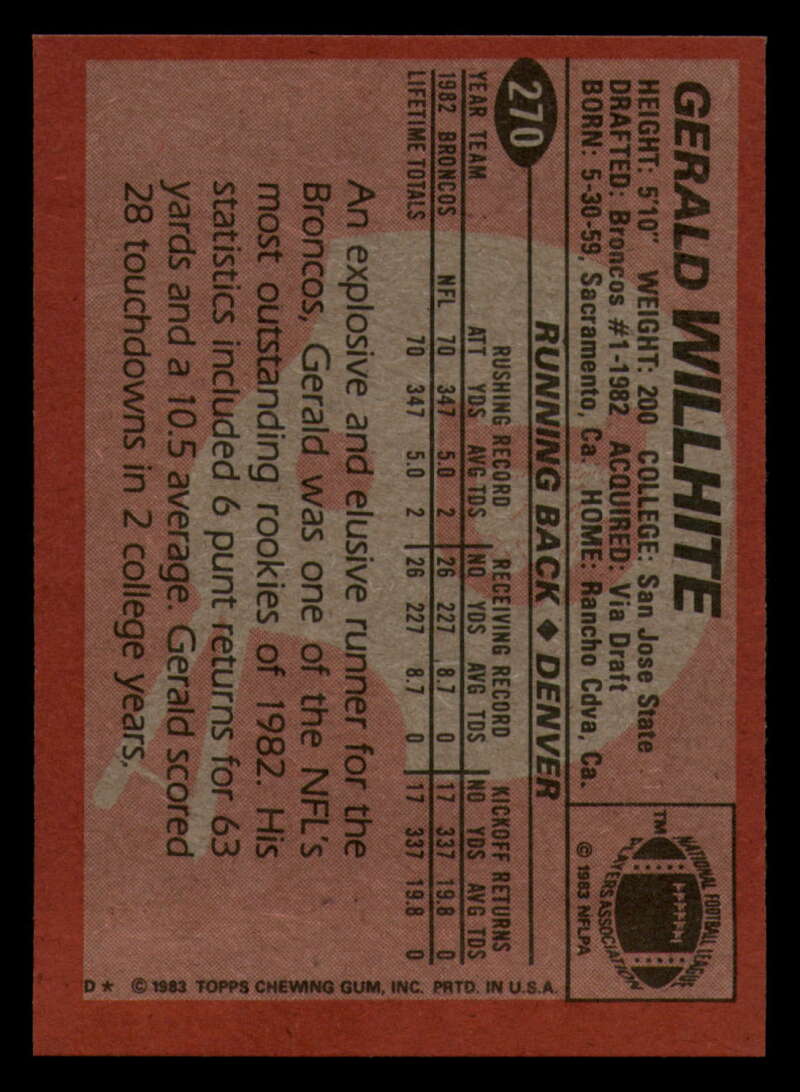 GERALD WILLHITE
HEIGHT: 5'10" WEIGHT: 200 COLLEGE: San Jose State
DRAFTED: Broncos #1-1982 ACQUIRED: Via Draft
BORN: 5-30-59, Sacramento, Ca. HOME: Rancho Cdva, Ca.
NATIONAL FOOTBALL LEAGUE
PLAYERS ASSOCIATION
TM
© 1983 NFLPA
270
RUNNING BACK ♦ DENVER
RUSHING RECORD RECEIVING RECORD KICKOFF RETURNS
YEAR TEAM ATT YDS AVG TDS NO YDS AVG TDS NO YDS AVG TDS
1982 BRONCOS NFL 70 347 5.0 2 26 227 8.7 0 17 337 19.8 0
LIFETIME TOTALS 70 347 5.0 2 26 227 8.7 0 17 337 19.8 0
An explosive and elusive runner for the
Broncos, Gerald was one of the NFL's
most outstanding rookies of 1982. His
statistics included 6 punt returns for 63
yards and a 10.5 average. Gerald scored
28 touchdowns in 2 college years.
D* © 1983 TOPPS CHEWING GUM, INC. PRTD. IN U.S.A.